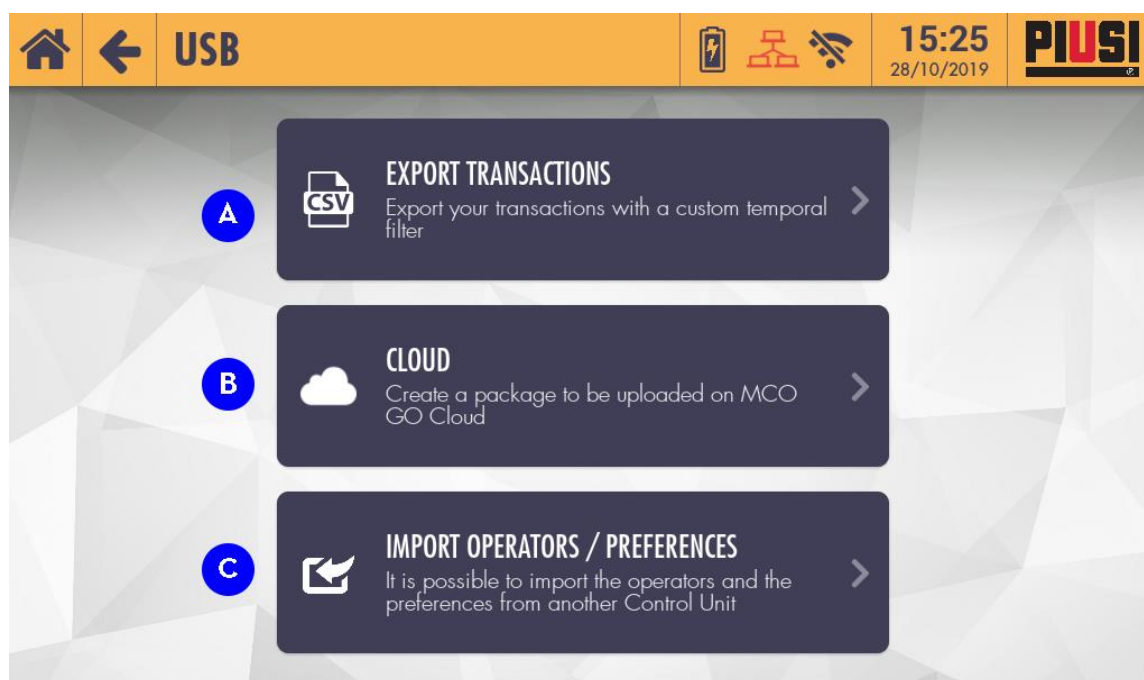 USB
15:25
28/10/2019
PIUSI
®
A
CSV
EXPORT TRANSACTIONS
Export your transactions with a custom temporal
filter
B
CLOUD
Create a package to be uploaded on MCO
GO Cloud
C
IMPORT OPERATORS / PREFERENCES
It is possible to import the operators and the
preferences from another Control Unit